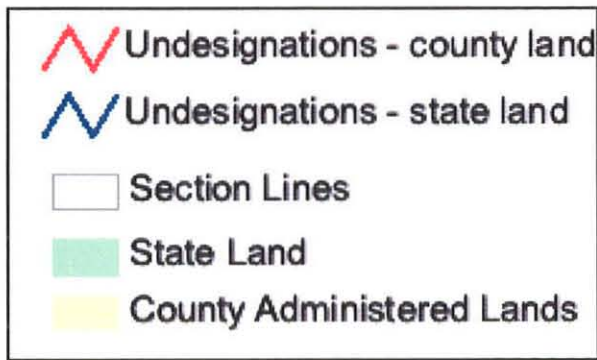 Undesignations - county land
Undesignations - state land
Section Lines
State Land
County Administered Lands